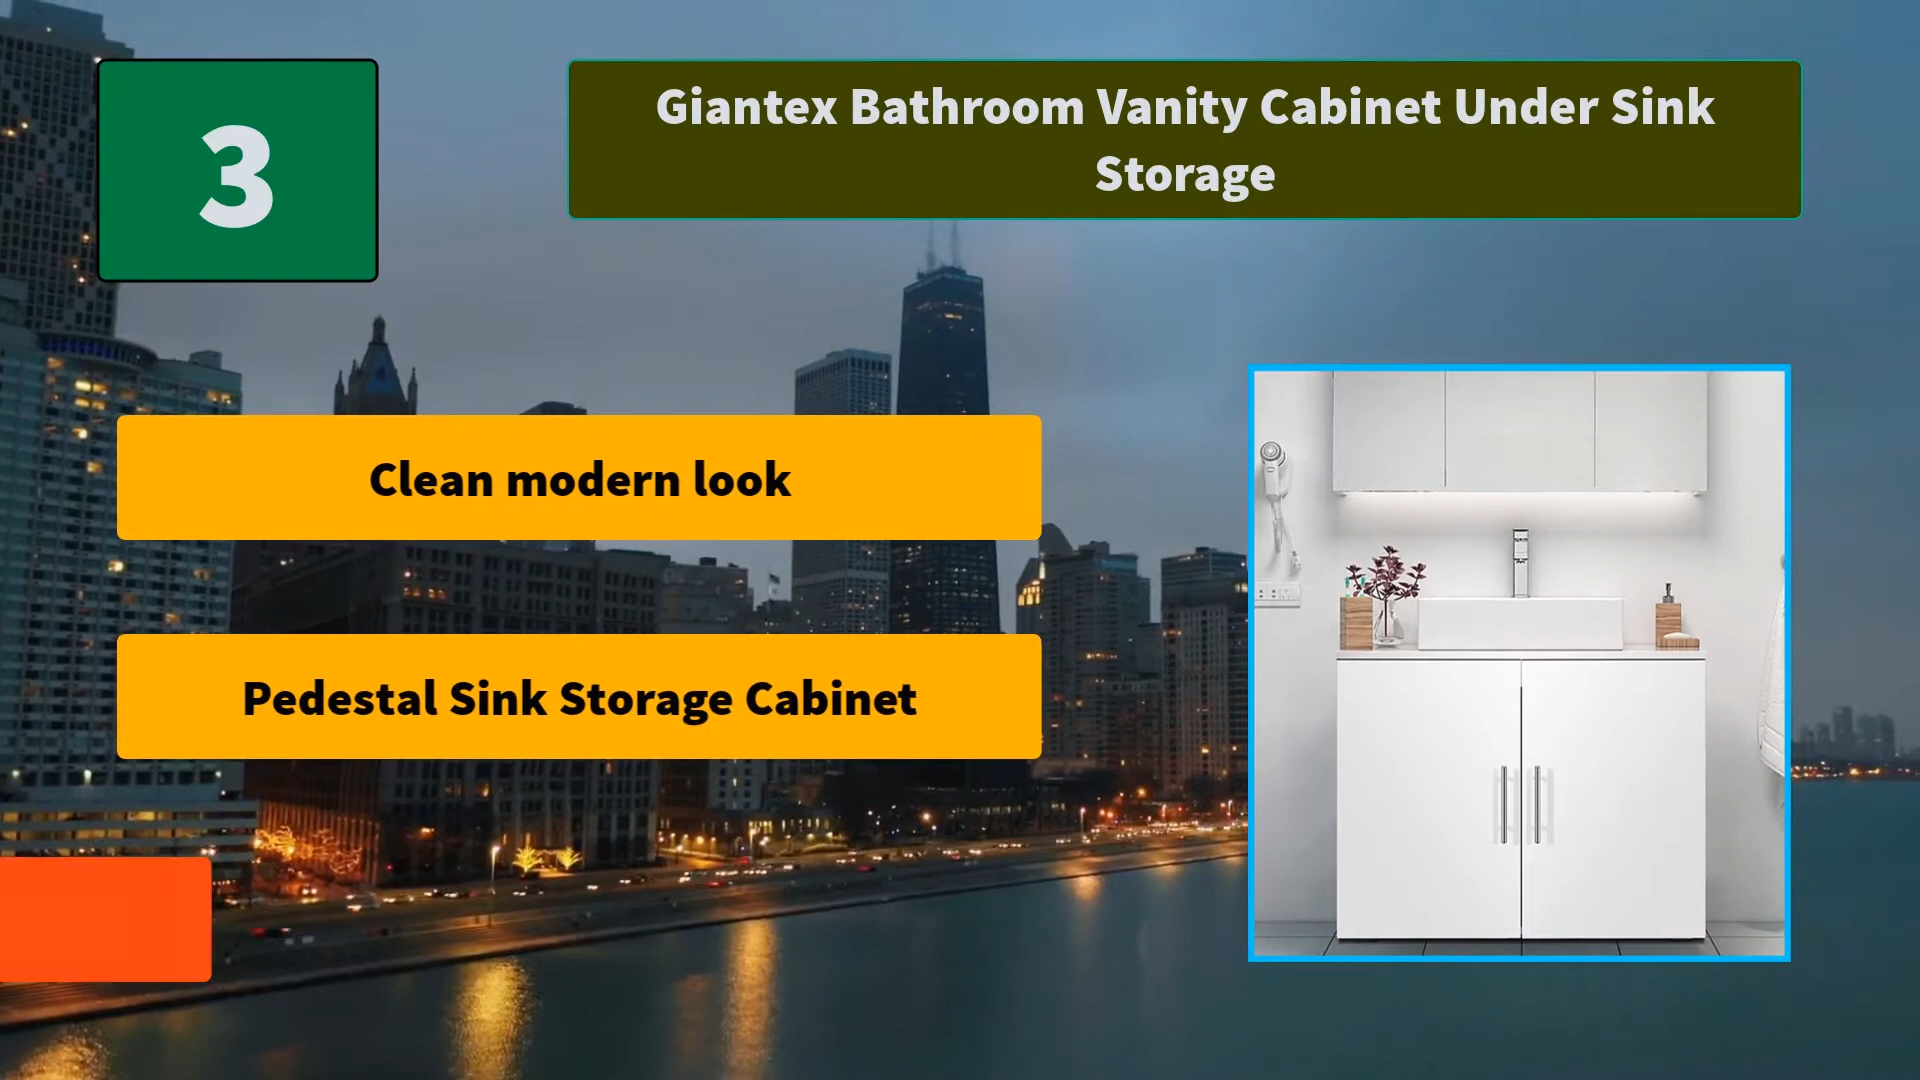 3
Giantex Bathroom Vanity Cabinet Under Sink
Storage
Clean modern look
Pedestal Sink Storage Cabinet